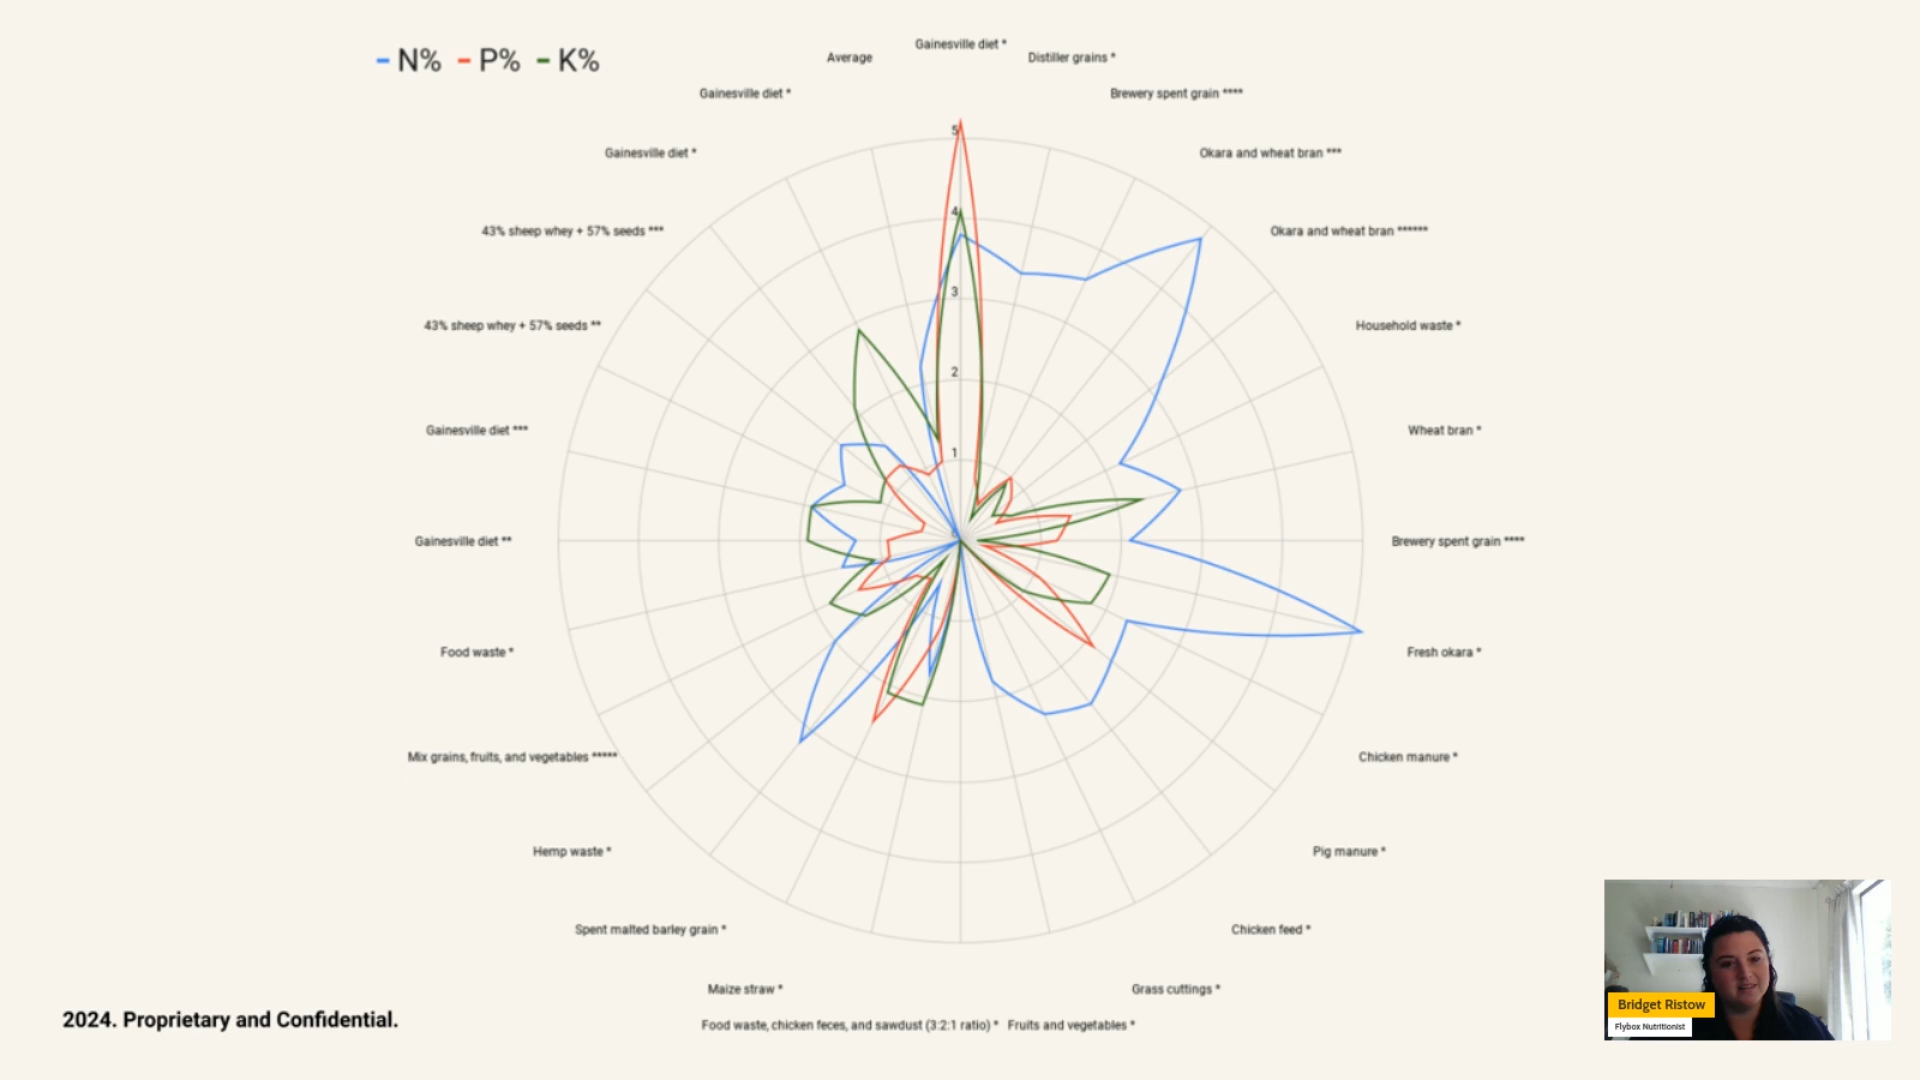 N% P% K%
Average
Gainesville diet *
Distiller grains *
Gainesville diet *
Brewery spent grain ****
Gainesville diet *
Okara and wheat bran ***
43% sheep whey + 57% seeds ***
Okara and wheat bran ******
43% sheep whey + 57% seeds **
Household waste *
Gainesville diet ***
Wheat bran *
Gainesville diet **
Brewery spent grain ****
Food waste *
Fresh okara *
Mix grains, fruits, and vegetables *****
Chicken manure *
Hemp waste *
Pig manure *
Spent malted barley grain *
Chicken feed *
Maize straw *
Grass cuttings *
Food waste, chicken feces, and sawdust (3:2:1 ratio) *
Fruits and vegetables *
5
4
3
2
1
0
2024. Proprietary and Confidential.
Bridget Ristow
Flybox Nutritionist